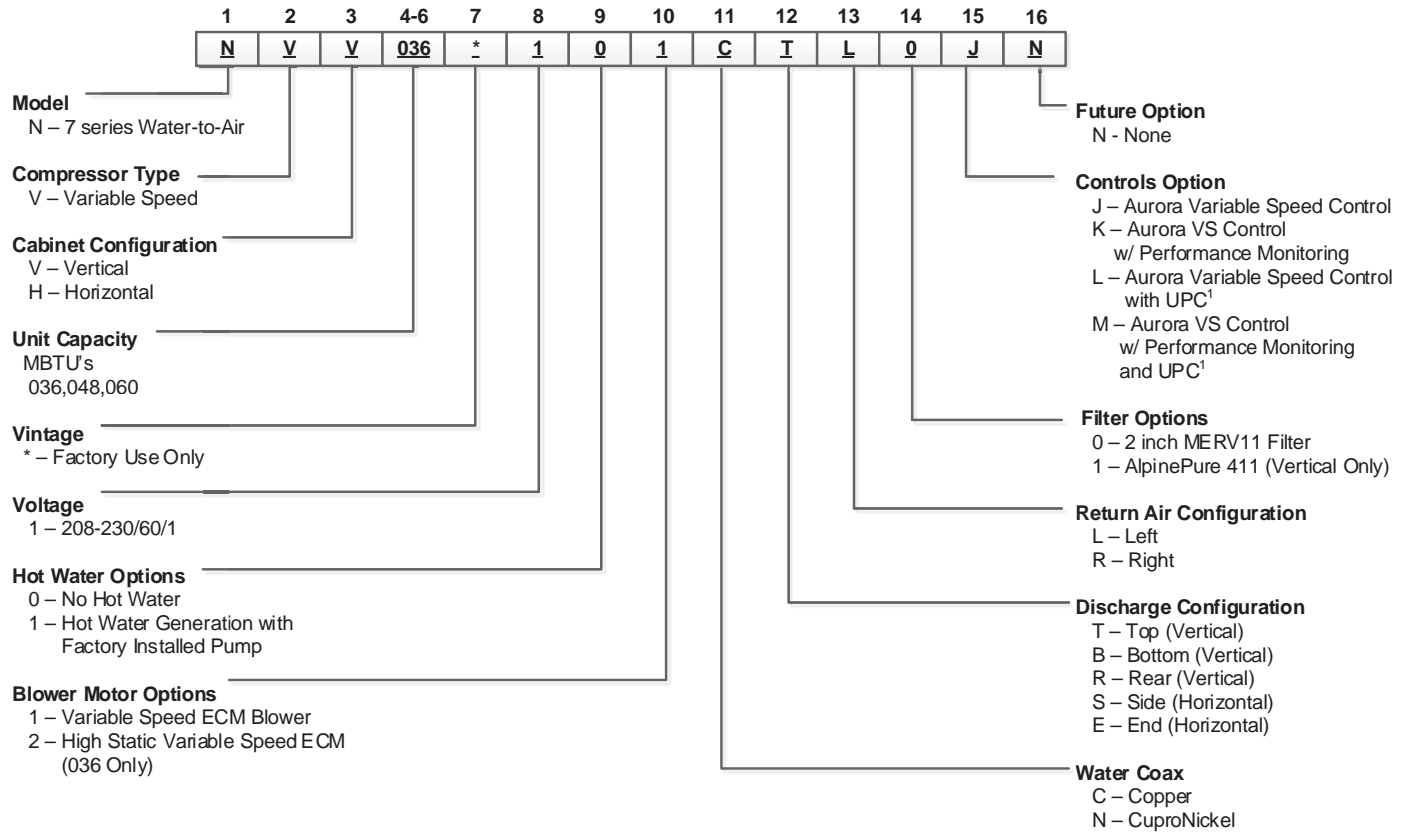 1 2 3 4-6 7 8 9 10 11 12 13 14 15 16
N V V 036 * 1 0 1 C T L 0 J N
Model
N – 7 series Water-to-Air
Compressor Type
V – Variable Speed
Cabinet Configuration
V – Vertical
H – Horizontal
Unit Capacity
MBTU's
036,048,060
Vintage
* – Factory Use Only
Voltage
1 – 208-230/60/1
Hot Water Options
0 – No Hot Water
1 – Hot Water Generation with
Factory Installed Pump
Blower Motor Options
1 – Variable Speed ECM Blower
2 – High Static Variable Speed ECM
(036 Only)
Future Option
N - None
Controls Option
J – Aurora Variable Speed Control
K – Aurora VS Control
w/ Performance Monitoring
L – Aurora Variable Speed Control
with UPC¹
M – Aurora VS Control
w/ Performance Monitoring
and UPC¹
Filter Options
0 – 2 inch MERV11 Filter
1 – AlpinePure 411 (Vertical Only)
Return Air Configuration
L – Left
R – Right
Discharge Configuration
T – Top (Vertical)
B – Bottom (Vertical)
R – Rear (Vertical)
S – Side (Horizontal)
E – End (Horizontal)
Water Coax
C – Copper
N – CuproNickel